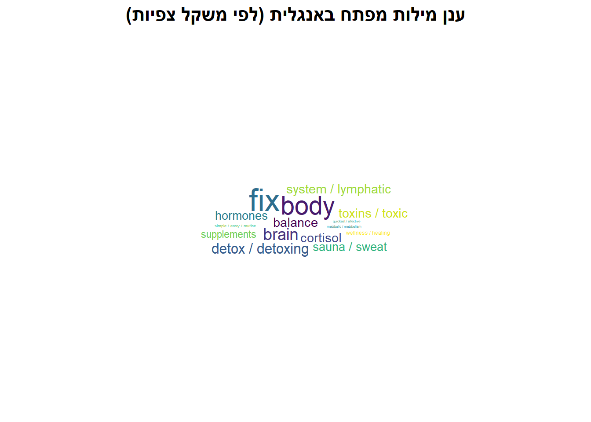 ענן מילות מפתח באנגלית (לפי משקל צפיות)
system / lymphatic
fix
body
toxins / toxic
hormones
balance
supplements
brain
cortisol
detox / detoxing
sauna / sweat